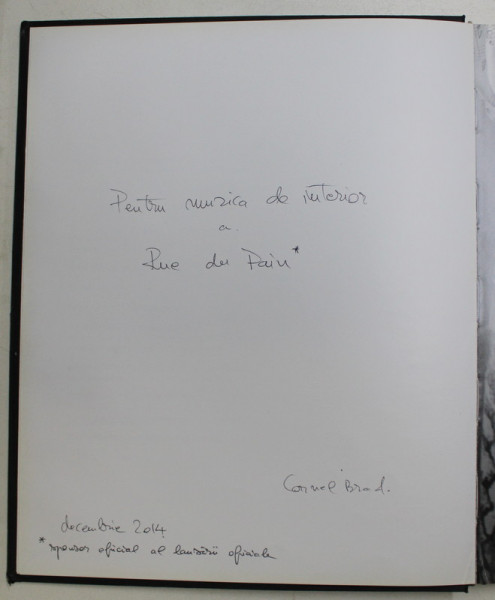 Pentru muzica de interior
a
Rue du Pain*
Cornel Brad.
decembrie 2014
*sponsor oficial al lansării oficiale